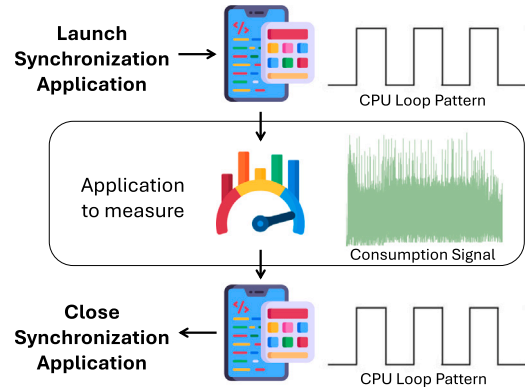 Launch
Synchronization
Application
CPU Loop Pattern
Application
to measure
Consumption Signal
Close
Synchronization
Application
CPU Loop Pattern